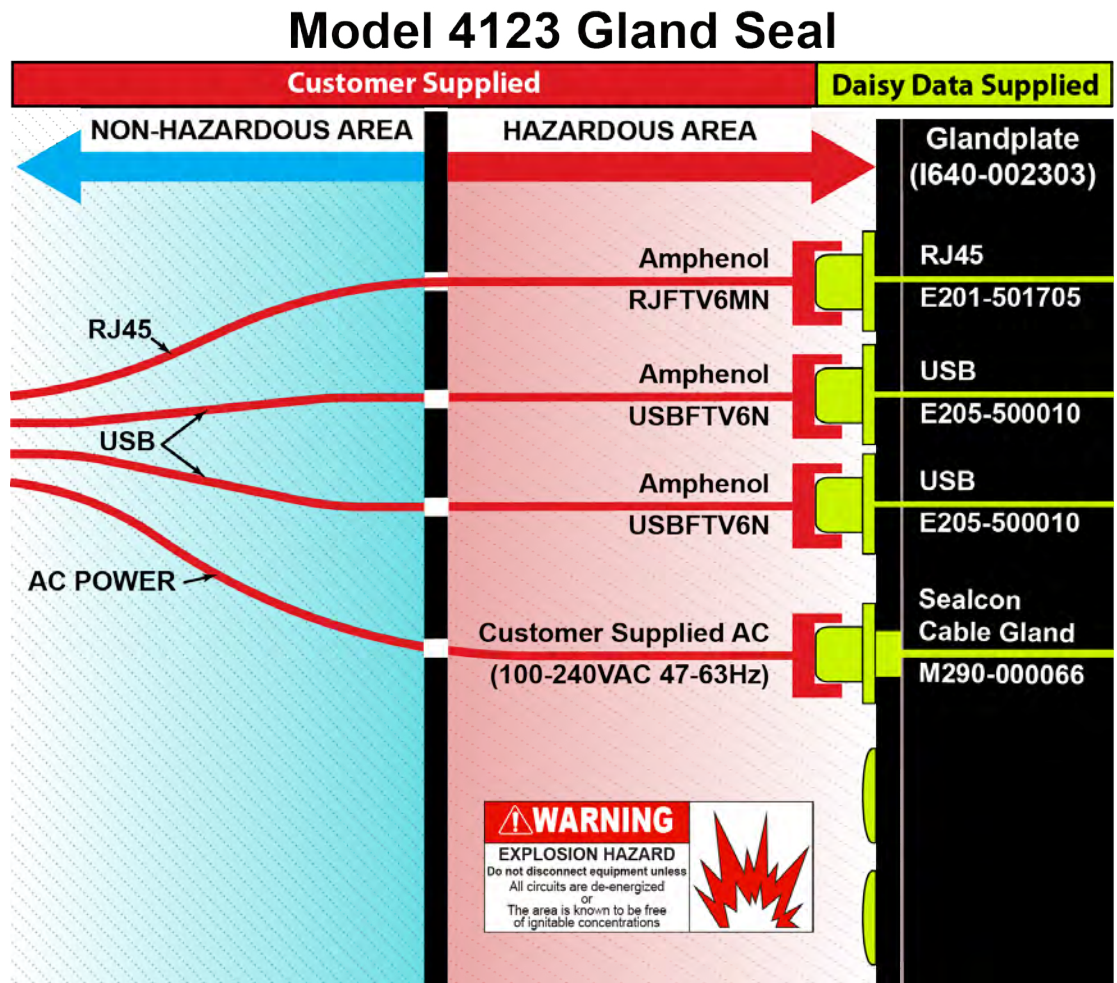 Model 4123 Gland Seal
Customer Supplied
Daisy Data Supplied
NON-HAZARDOUS AREA
HAZARDOUS AREA
Glandplate
(I640-002303)
RJ45
Amphenol
RJFTV6MN
RJ45
E201-501705
USB
Amphenol
USBFTV6N
USB
E205-500010
Amphenol
USBFTV6N
USB
E205-500010
AC POWER
Customer Supplied AC
(100-240VAC 47-63Hz)
Sealcon
Cable Gland
M290-000066
WARNING
EXPLOSION HAZARD
Do not disconnect equipment unless
All circuits are de-energized
or
The area is known to be free
of ignitable concentrations